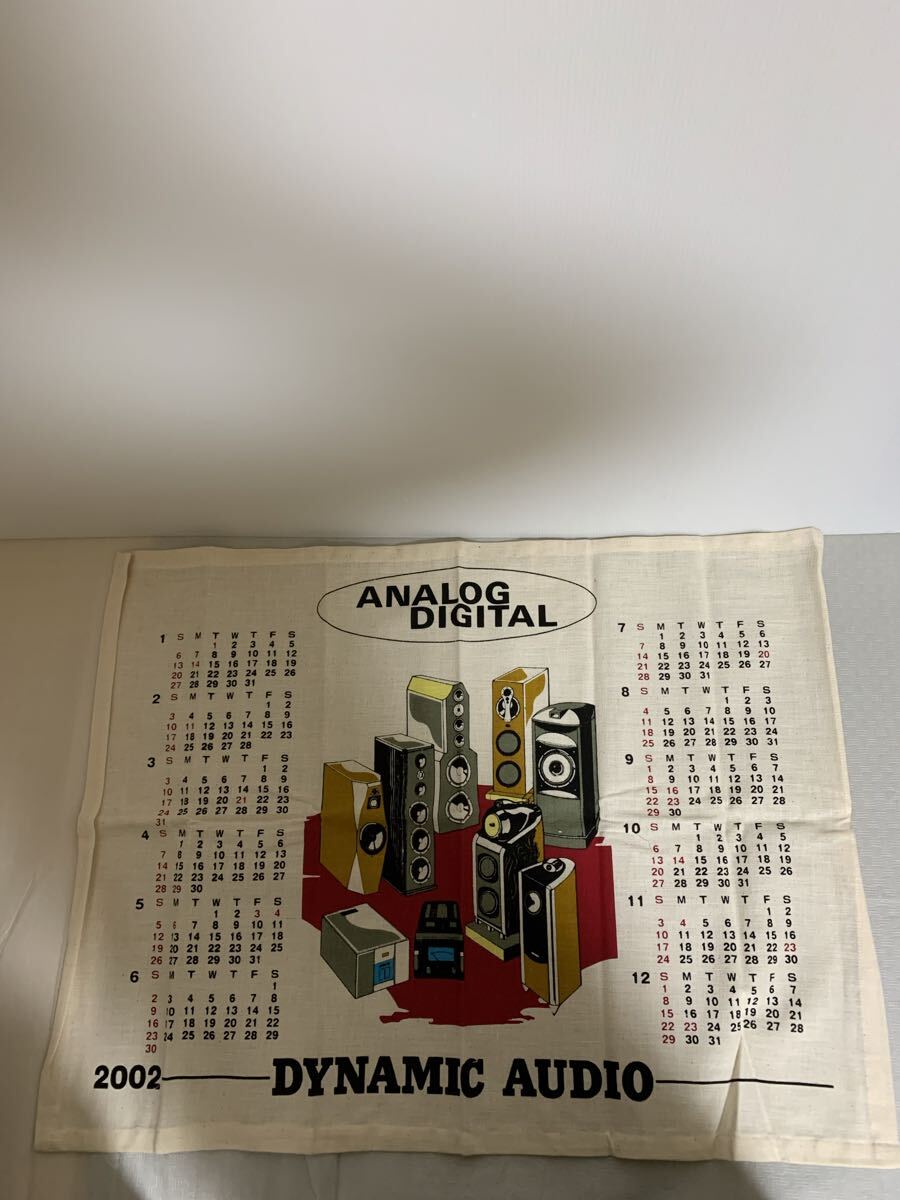 ANALOG
DIGITAL
1 S M T W T F S
1 2 3 4 5
6 7 8 9 10 11 12
13 14 15 16 17 18 19
20 21 22 23 24 25 26
27 28 29 30 31
2 S M T W T F S
1 2
3 4 5 6 7 8 9
10 11 12 13 14 15 16
17 18 19 20 21 22 23
24 25 26 27 28
3 S M T W T F S
1 2
3 4 5 6 7 8 9
10 11 12 13 14 15 16
17 18 19 20 21 22 23
24 25 26 27 28 29 30
31
4 S M T W T F S
1 2 3 4 5 6
7 8 9 10 11 12 13
14 15 16 17 18 19 20
21 22 23 24 25 26 27
28 29 30
5 S M T W T F S
1 2 3 4
5 6 7 8 9 10 11
12 13 14 15 16 17 18
19 20 21 22 23 24 25
26 27 28 29 30 31
6 S M T W T F S
1
2 3 4 5 6 7 8
9 10 11 12 13 14 15
16 17 18 19 20 21 22
23 24 25 26 27 28 29
30
7 S M T W T F S
1 2 3 4 5 6
7 8 9 10 11 12 13
14 15 16 17 18 19 20
21 22 23 24 25 26 27
28 29 30 31
8 S M T W T F S
1 2 3
4 5 6 7 8 9 10
11 12 13 14 15 16 17
18 19 20 21 22 23 24
25 26 27 28 29 30 31
9 S M T W T F S
1 2 3 4 5 6 7
8 9 10 11 12 13 14
15 16 17 18 19 20 21
22 23 24 25 26 27 28
29 30
10 S M T W T F S
1 2 3 4 5
6 7 8 9 10 11 12
13 14 15 16 17 18 19
20 21 22 23 24 25 26
27 28 29 30 31
11 S M T W T F S
1 2
3 4 5 6 7 8 9
10 11 12 13 14 15 16
17 18 19 20 21 22 23
24 25 26 27 28 29 30
12 S M T W T F S
1 2 3 4 5 6 7
8 9 10 11 12 13 14
15 16 17 18 19 20 21
22 23 24 25 26 27 28
29 30 31
2002 DYNAMIC AUDIO